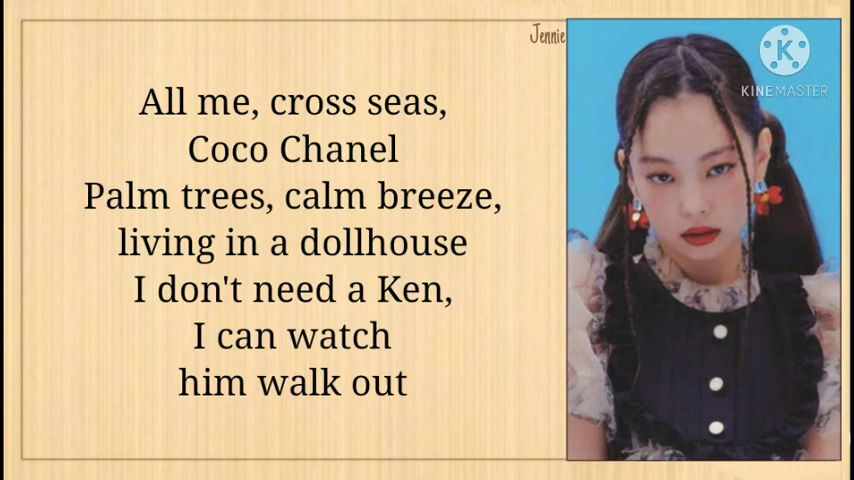 Jennie
KINEMASTER
All me, cross seas,
Coco Chanel
Palm trees, calm breeze,
living in a dollhouse
I don't need a Ken,
I can watch
him walk out